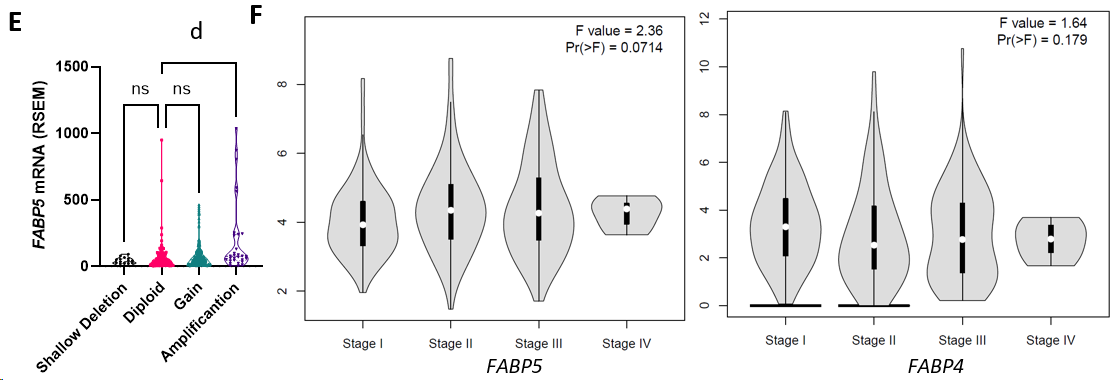 E
d
ns
ns
FABP5 mRNA (RSEM)
1500
1000
500
0
Shallow Deletion
Diploid
Gain
Amplificantion
F
F value = 2.36
Pr(>F) = 0.0714
8
6
4
2
Stage I
Stage II
Stage III
Stage IV
FABP5
F value = 1.64
Pr(>F) = 0.179
12
10
8
6
4
2
0
Stage I
Stage II
Stage III
Stage IV
FABP4